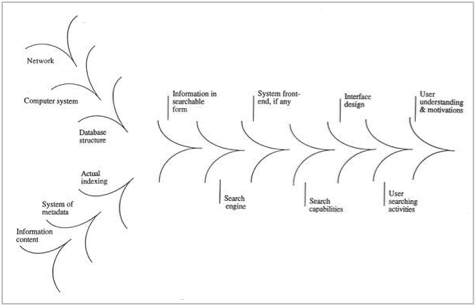 Network
Computer system
Database
structure
Actual
indexing
System of
metadata
Information
content
Information in
searchable
form
Search
engine
System front-
end, if any
Search
capabilities
Interface
design
User
searching
activities
User
understanding
& motivations